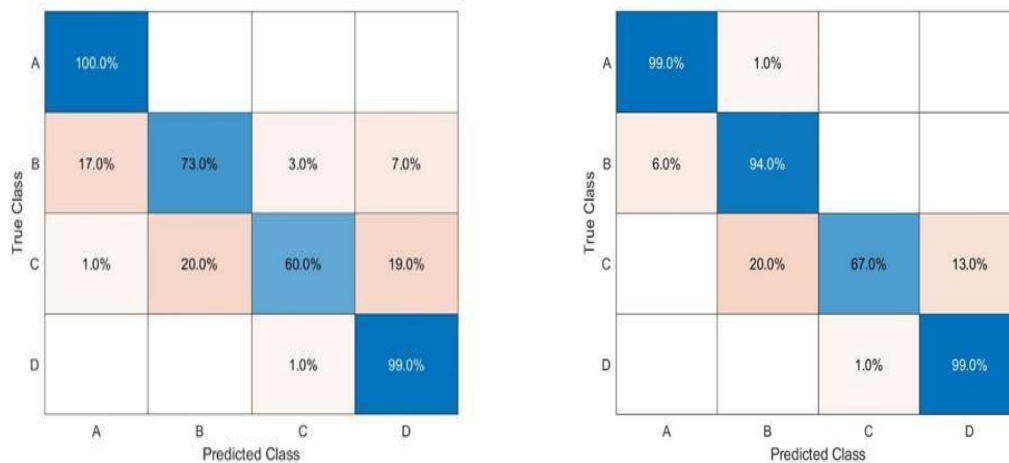 A 100.0%
B 17.0% 73.0% 3.0% 7.0%
C 1.0% 20.0% 60.0% 19.0%
D 1.0% 99.0%
A B C D
Predicted Class
True Class
A 99.0% 1.0%
B 6.0% 94.0%
C 20.0% 67.0% 13.0%
D 1.0% 99.0%
A B C D
Predicted Class
True Class